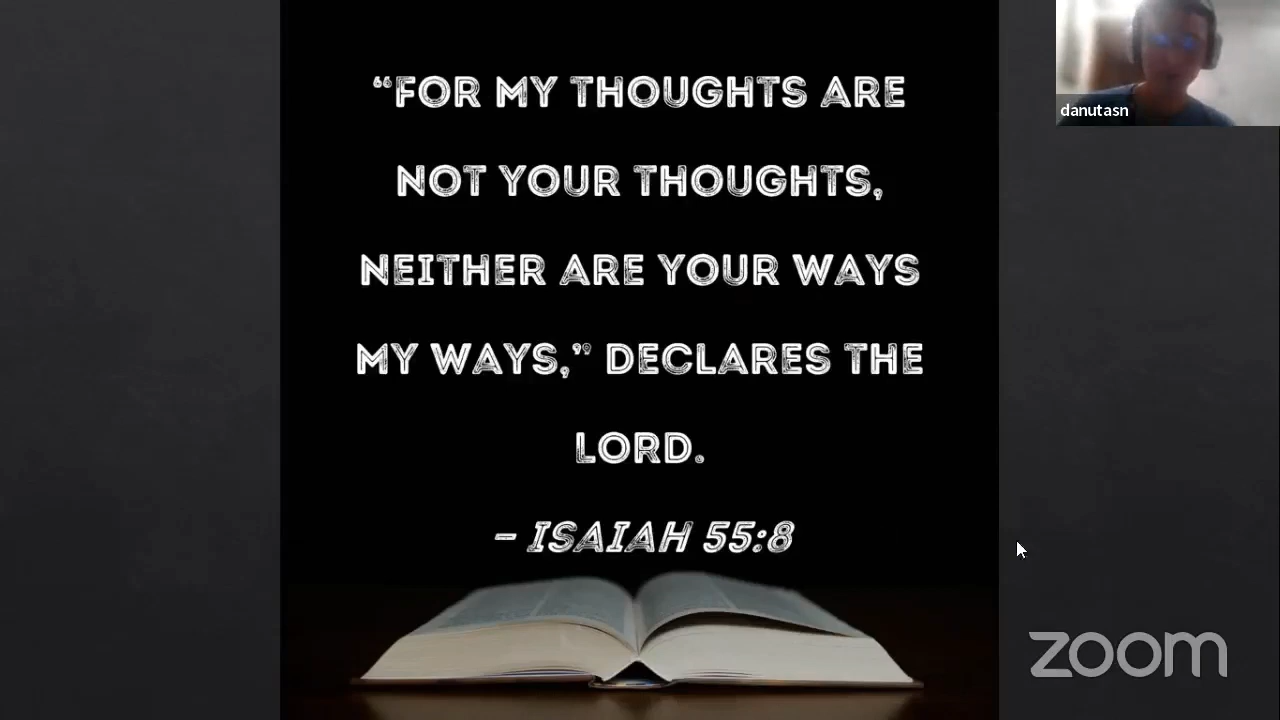 “FOR MY THOUGHTS ARE
NOT YOUR THOUGHTS,
NEITHER ARE YOUR WAYS
MY WAYS,” DECLARES THE
LORD.
– ISAIAH 55:8
danutasn
zoom